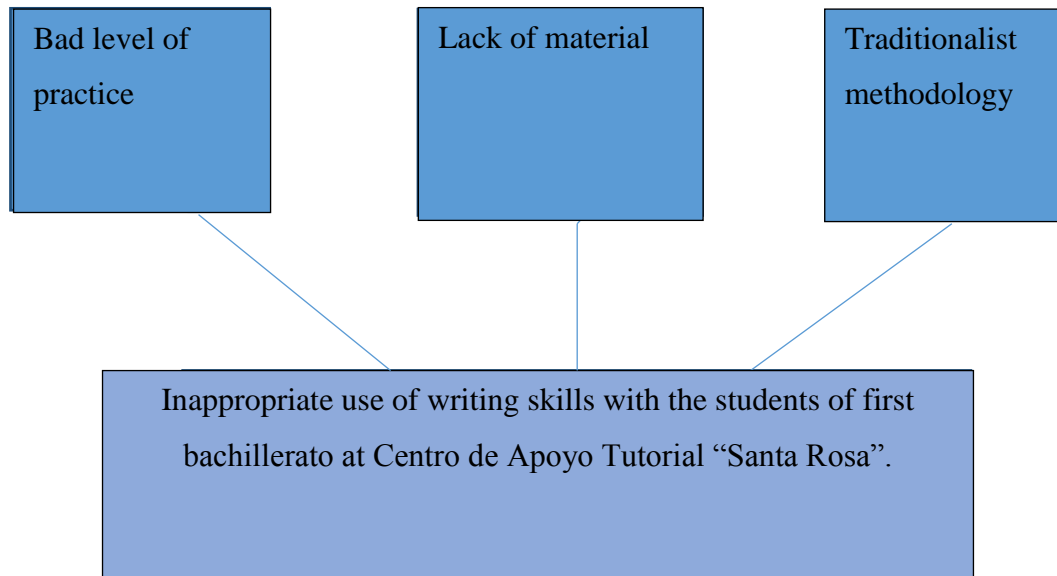 Bad level of
practice
Lack of material
Traditionalist
methodology
Inappropriate use of writing skills with the students of first
bachillerato at Centro de Apoyo Tutorial “Santa Rosa”.